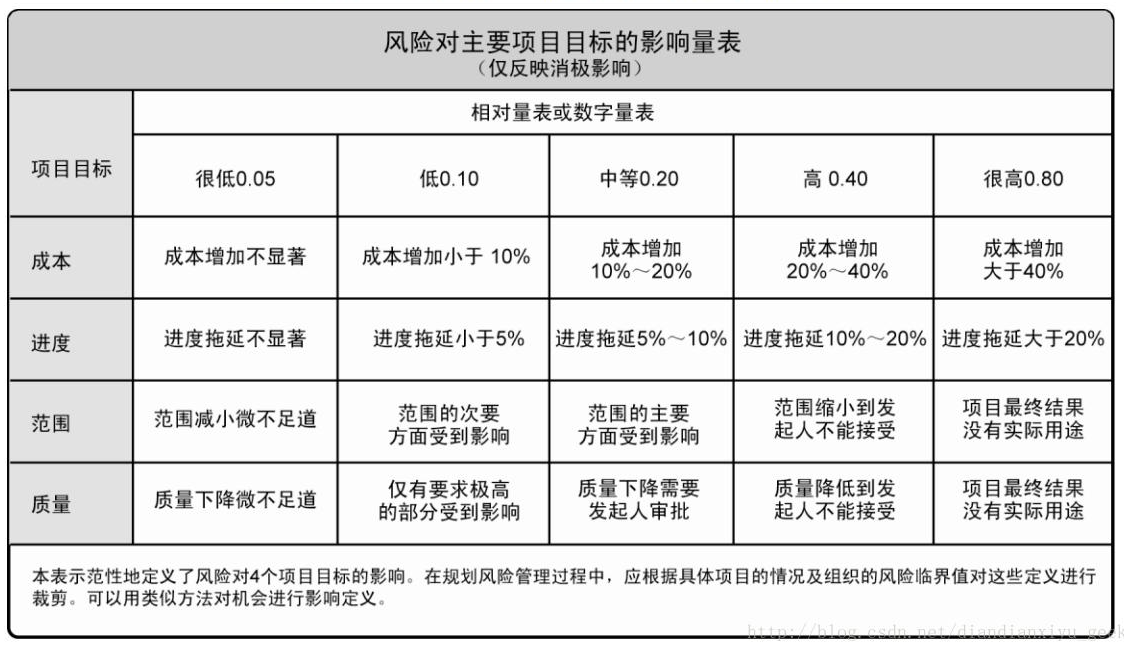 风险对主要项目目标的影响量表
（仅反映消极影响）
项目目标
相对量表或数字量表
很低0.05
低0.10
中等0.20
高 0.40
很高0.80
成本
成本增加不显著
成本增加小于 10%
成本增加
10%～20%
成本增加
20%～40%
成本增加
大于40%
进度
进度拖延不显著
进度拖延小于5%
进度拖延5%～10%
进度拖延10%～20%
进度拖延大于20%
范围
范围减小微不足道
范围的次要
方面受到影响
范围的主要
方面受到影响
范围缩小到发
起人不能接受
项目最终结果
没有实际用途
质量
质量下降微不足道
仅有要求极高
的部分受到影响
质量下降需要
发起人审批
质量降低到发
起人不能接受
项目最终结果
没有实际用途
本表示范性地定义了风险对4个项目目标的影响。在规划风险管理过程中，应根据具体项目的情况及组织的风险临界值对这些定义进行
裁剪。可以用类似方法对机会进行影响定义。
http://blog.csdn.net/diandianxiyu_geek